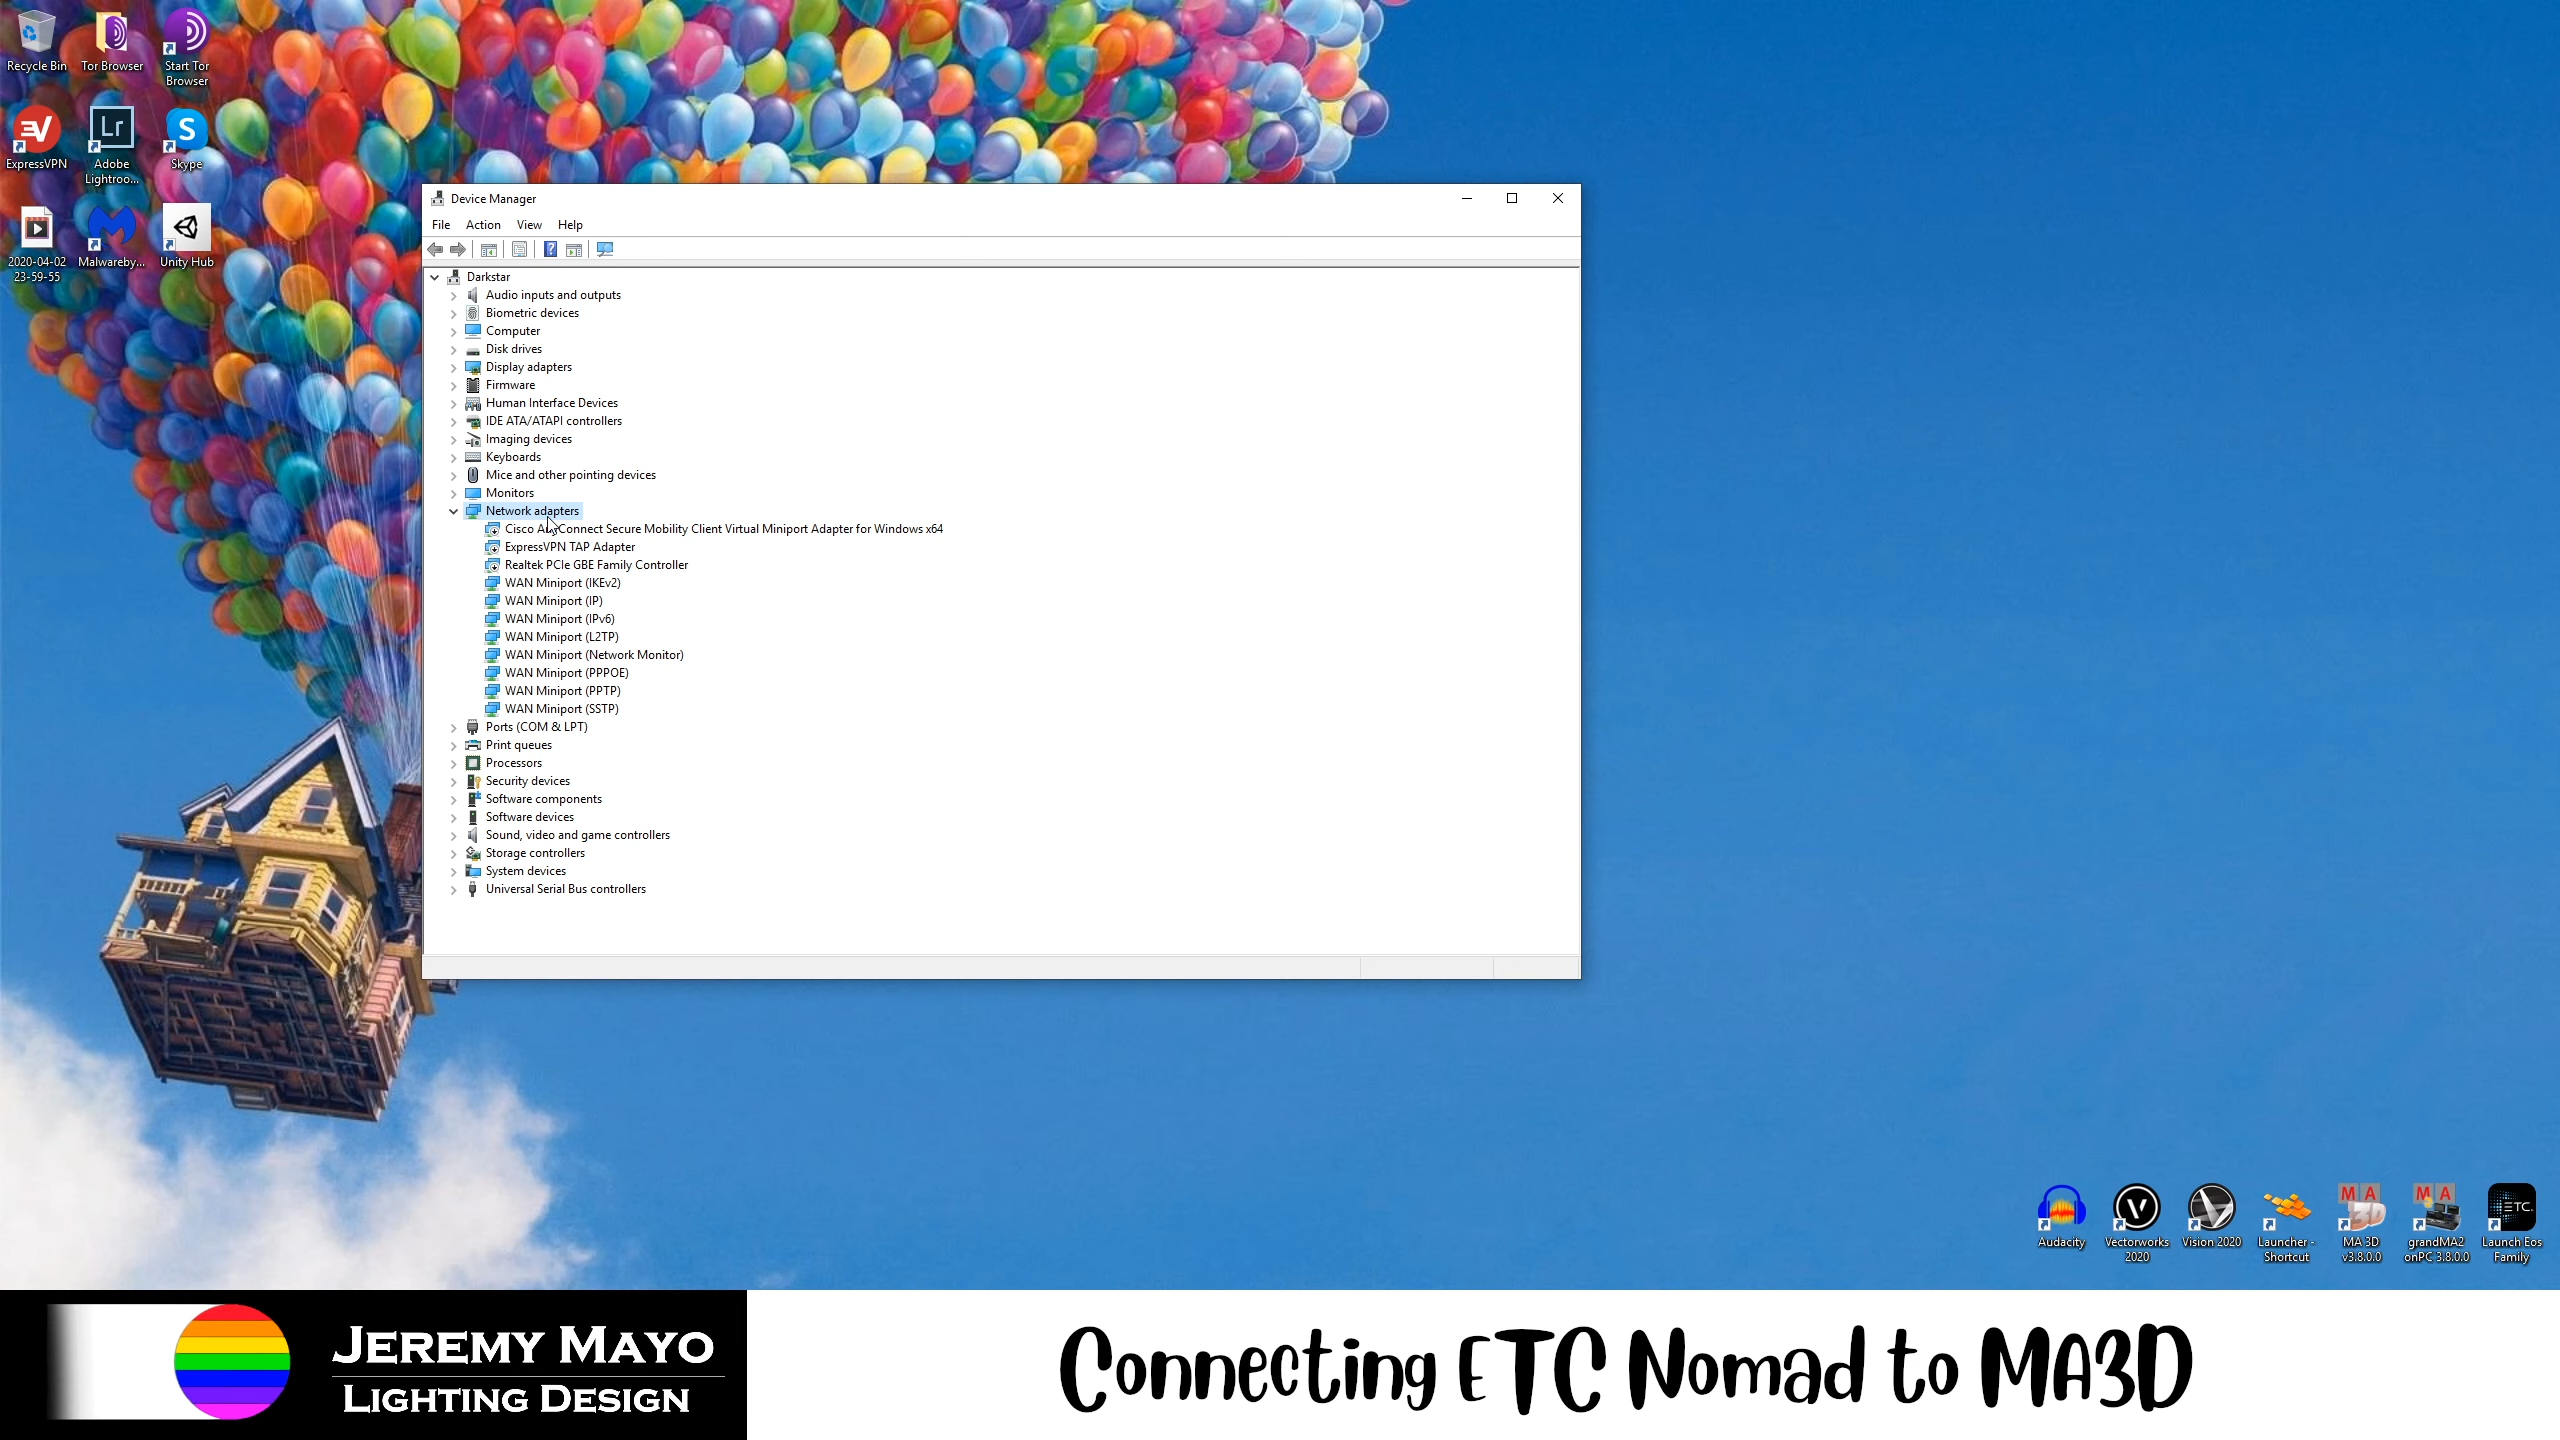 Recycle Bin
Tor Browser
Start Tor
Browser
ExpressVPN
Adobe
Lightroo...
Skype
2020-04-02
23-59-55
Malwareby...
Unity Hub
Device Manager
File Action View Help
Darkstar
Audio inputs and outputs
Biometric devices
Computer
Disk drives
Display adapters
Firmware
Human Interface Devices
IDE ATA/ATAPI controllers
Imaging devices
Keyboards
Mice and other pointing devices
Monitors
Network adapters
Cisco AnyConnect Secure Mobility Client Virtual Miniport Adapter for Windows x64
ExpressVPN TAP Adapter
Realtek PCIe GBE Family Controller
WAN Miniport (IKEv2)
WAN Miniport (IP)
WAN Miniport (IPv6)
WAN Miniport (L2TP)
WAN Miniport (Network Monitor)
WAN Miniport (PPPOE)
WAN Miniport (PPTP)
WAN Miniport (SSTP)
Ports (COM & LPT)
Print queues
Processors
Security devices
Software components
Software devices
Sound, video and game controllers
Storage controllers
System devices
Universal Serial Bus controllers
Audacity
Vectorworks
2020
Vision 2020
Launcher -
Shortcut
MA 3D
v3.8.0.0
grandMA2
onPC 3.8.0.0
Launch Eos
Family
JEREMY MAYO
LIGHTING DESIGN
Connecting ETC Nomad to MA3D